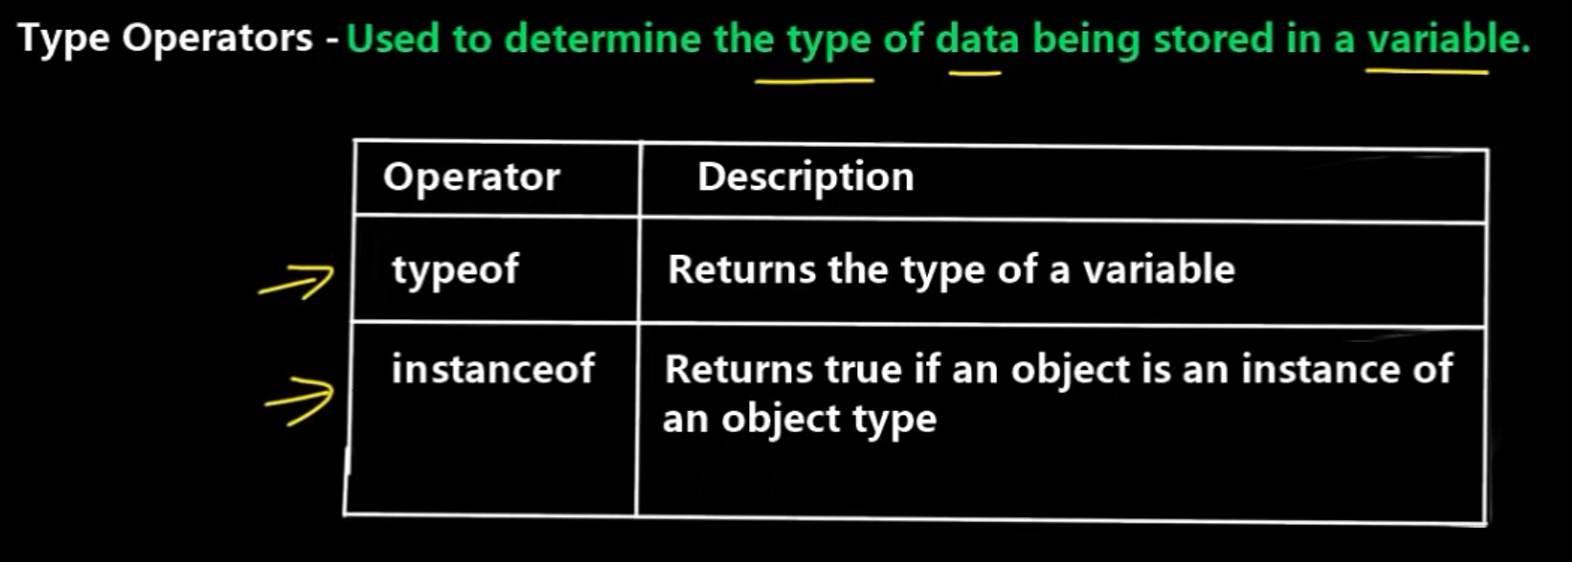 Type Operators - Used to determine the type of data being stored in a variable.
Operator Description
typeof Returns the type of a variable
instanceof Returns true if an object is an instance of
an object type